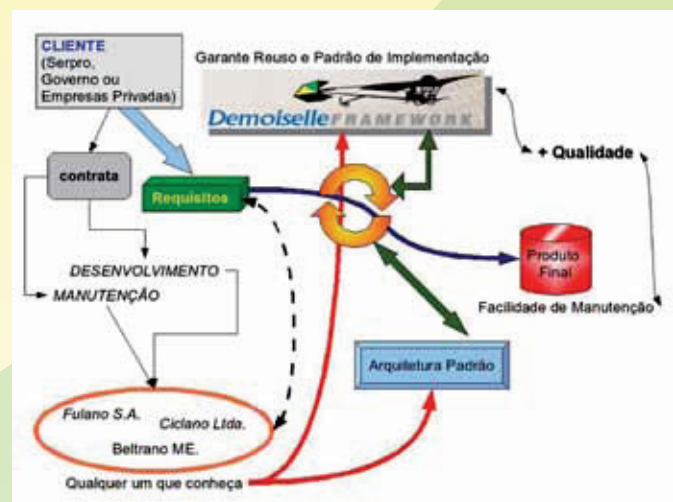 CLIENTE
(Serpro,
Governo ou
Empresas Privadas)
Garante Reuso e Padrão de Implementação
Demoiselle FRAMEWORK
+ Qualidade
contrata
Requisitos
DESENVOLVIMENTO
MANUTENÇÃO
Produto
Final
Facilidade de Manutenção
Arquitetura Padrão
Fulano S.A.
Ciclano Ltda.
Beltrano ME.
Qualquer um que conheça